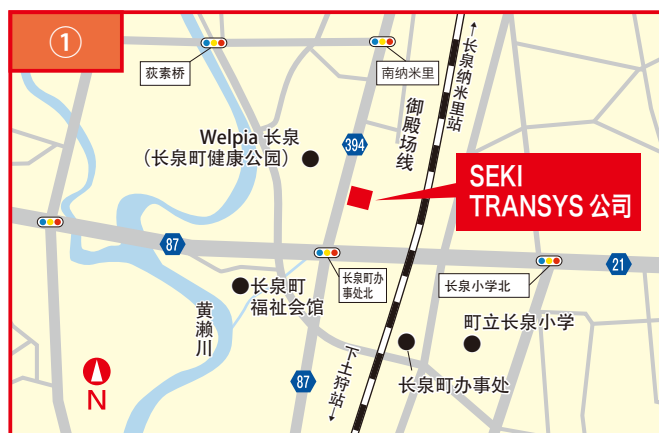 ①
荻素桥
南纳米里
←长泉纳米里站
御殿场线
Welpia 长泉
（长泉町健康公园）
394
SEKI
TRANSYS 公司
87
长泉町办
事处北
长泉小学北
21
长泉町
福祉会馆
黄濑川
町立长泉小学
长泉町办事处
下土狩站→
87
N